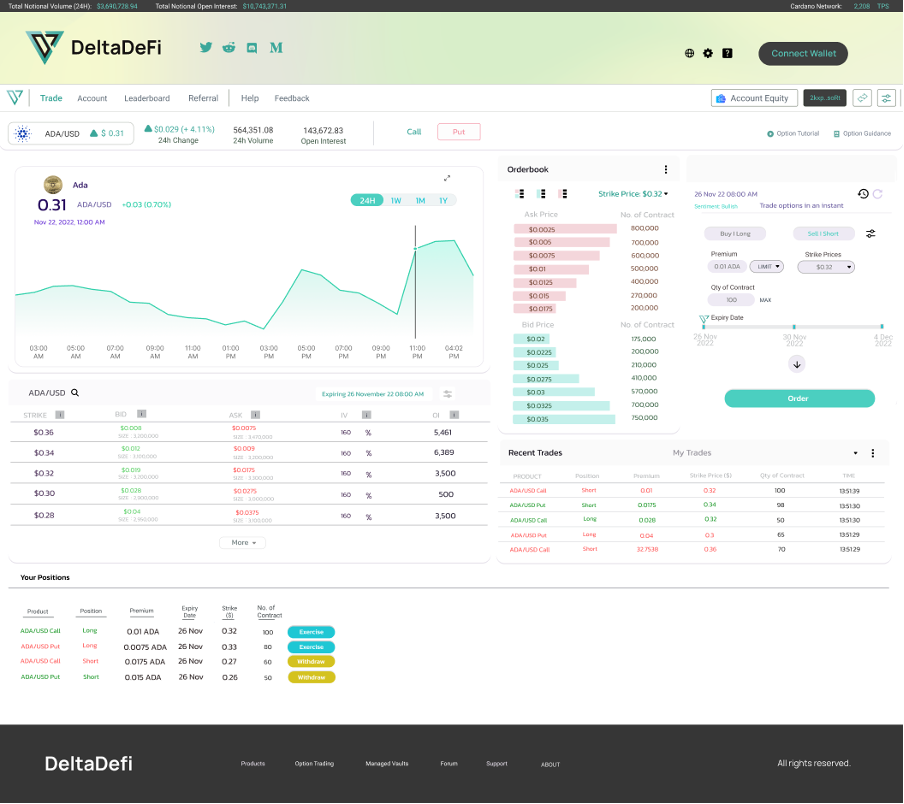 Total Notional Volume (24H): $3,690,728.94 Total Notional Open Interest: $10,743,371.31 Cardano Network: 2,208 TPS
DeltaDeFi
Connect Wallet
Trade Account Leaderboard Referral Help Feedback Account Equity
ADA/USD $ 0.31
$0.029 (+ 4.11%)
24h Change
564,351.08
24h Volume
143,672.83
Open Interest
Call Put
Option Tutorial Option Guidance
Ada
0.31 ADA/USD +0.03 (0.70%)
Nov 22, 2022, 12:00 AM
24H 1W 1M 1Y
03:00 05:00 07:00 09:00 11:00 01:00 03:00 05:00 07:00 09:00 11:00 04:02
AM AM AM AM AM PM PM PM PM PM PM PM
Orderbook
Strike Price: $0.32
Ask Price No. of Contract
$0.0025 800,000
$0.005 700,000
$0.0075 600,000
$0.01 500,000
$0.0125 400,000
$0.015 270,000
$0.0175 200,000
Bid Price No. of Contract
$0.02 175,000
$0.0225 200,000
$0.025 210,000
$0.0275 410,000
$0.03 570,000
$0.0325 700,000
$0.035 750,000
26 Nov 22 08:00 AM
Sentiment: Bullish Trade options in an instant
Buy | Long Sell | Short
Premium Strike Prices
0.01 ADA LIMIT $0.32
Qty of Contract
100 MAX
Expiry Date
26 Nov 30 Nov 4 Dec
2022 2022 2022
Order
ADA/USD Expiring 26 November 22 08:00 AM
STRIKE BID ASK IV OI
$0.36 $0.009 $0.0075 160 % 5,461
SIZE : 3,200,000 SIZE : 3,410,000
$0.34 $0.012 $0.009 160 % 6,389
SIZE : 3,100,000 SIZE : 3,200,000
$0.32 $0.019 $0.0175 160 % 3,500
SIZE : 3,100,000 SIZE : 3,300,000
$0.30 $0.028 $0.0275 160 % 500
SIZE : 1,900,000 SIZE : 3,000,000
$0.28 $0.04 $0.0375 160 % 3,500
SIZE : 2,950,000 SIZE : 3,100,000
More
Recent Trades My Trades
PRODUCT Position Premium Strike Price ($) Qty of Contract TIME
ADA/USD Call Short 0.01 0.32 100 13:51:39
ADA/USD Put Short 0.0175 0.34 98 13:51:30
ADA/USD Call Long 0.028 0.32 50 13:51:30
ADA/USD Put Long 0.04 0.3 65 13:51:29
ADA/USD Call Short 32.7538 0.36 70 13:51:29
Your Positions
Product Position Premium Expiry Date Strike ($) No. of Contract
ADA/USD Call Long 0.01 ADA 26 Nov 0.32 100 Exercise
ADA/USD Put Long 0.0075 ADA 26 Nov 0.33 80 Exercise
ADA/USD Call Short 0.0175 ADA 26 Nov 0.27 60 Withdraw
ADA/USD Put Short 0.015 ADA 26 Nov 0.26 50 Withdraw
DeltaDefi
Products Option Trading Managed Vaults Forum Support ABOUT
All rights reserved.